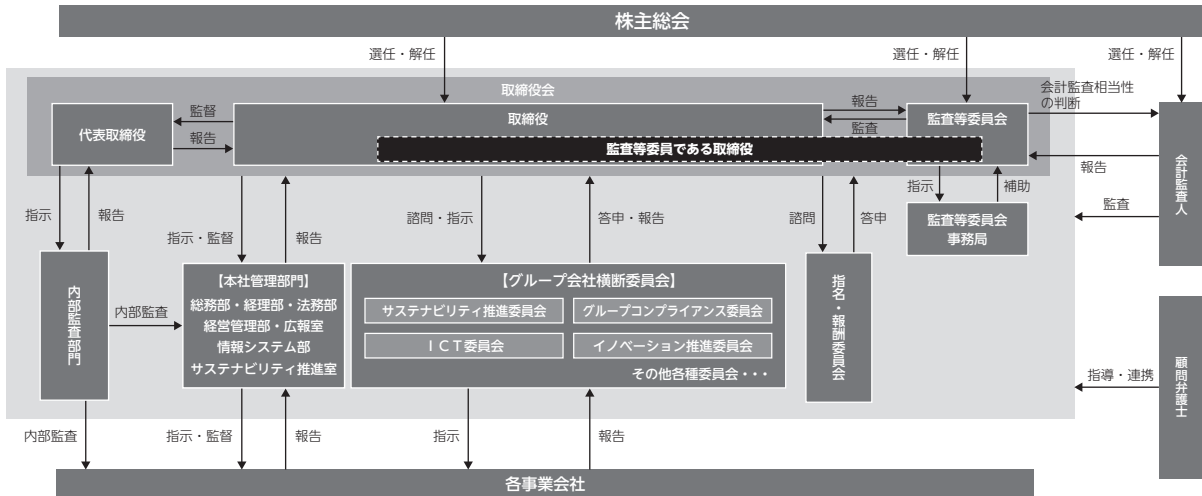 株主総会
選任・解任
選任・解任
選任・解任
取締役会
代表取締役
監督
報告
取締役
報告
監査
監査等委員会
監査等委員である取締役
会計監査相当性
の判断
報告
監査
会計監査人
指示
報告
指示・監督
報告
諮問・指示
答申・報告
諮問
答申
指示
補助
監査等委員会
事務局
内部監査部門
内部監査
【本社管理部門】
総務部・経理部・法務部
経営管理部・広報室
情報システム部
サステナビリティ推進室
【グループ会社横断委員会】
サステナビリティ推進委員会
グループコンプライアンス委員会
ICT委員会
イノベーション推進委員会
その他各種委員会・・・
指名・報酬委員会
指導・連携
顧問弁護士
内部監査
指示・監督
報告
指示
報告
各事業会社